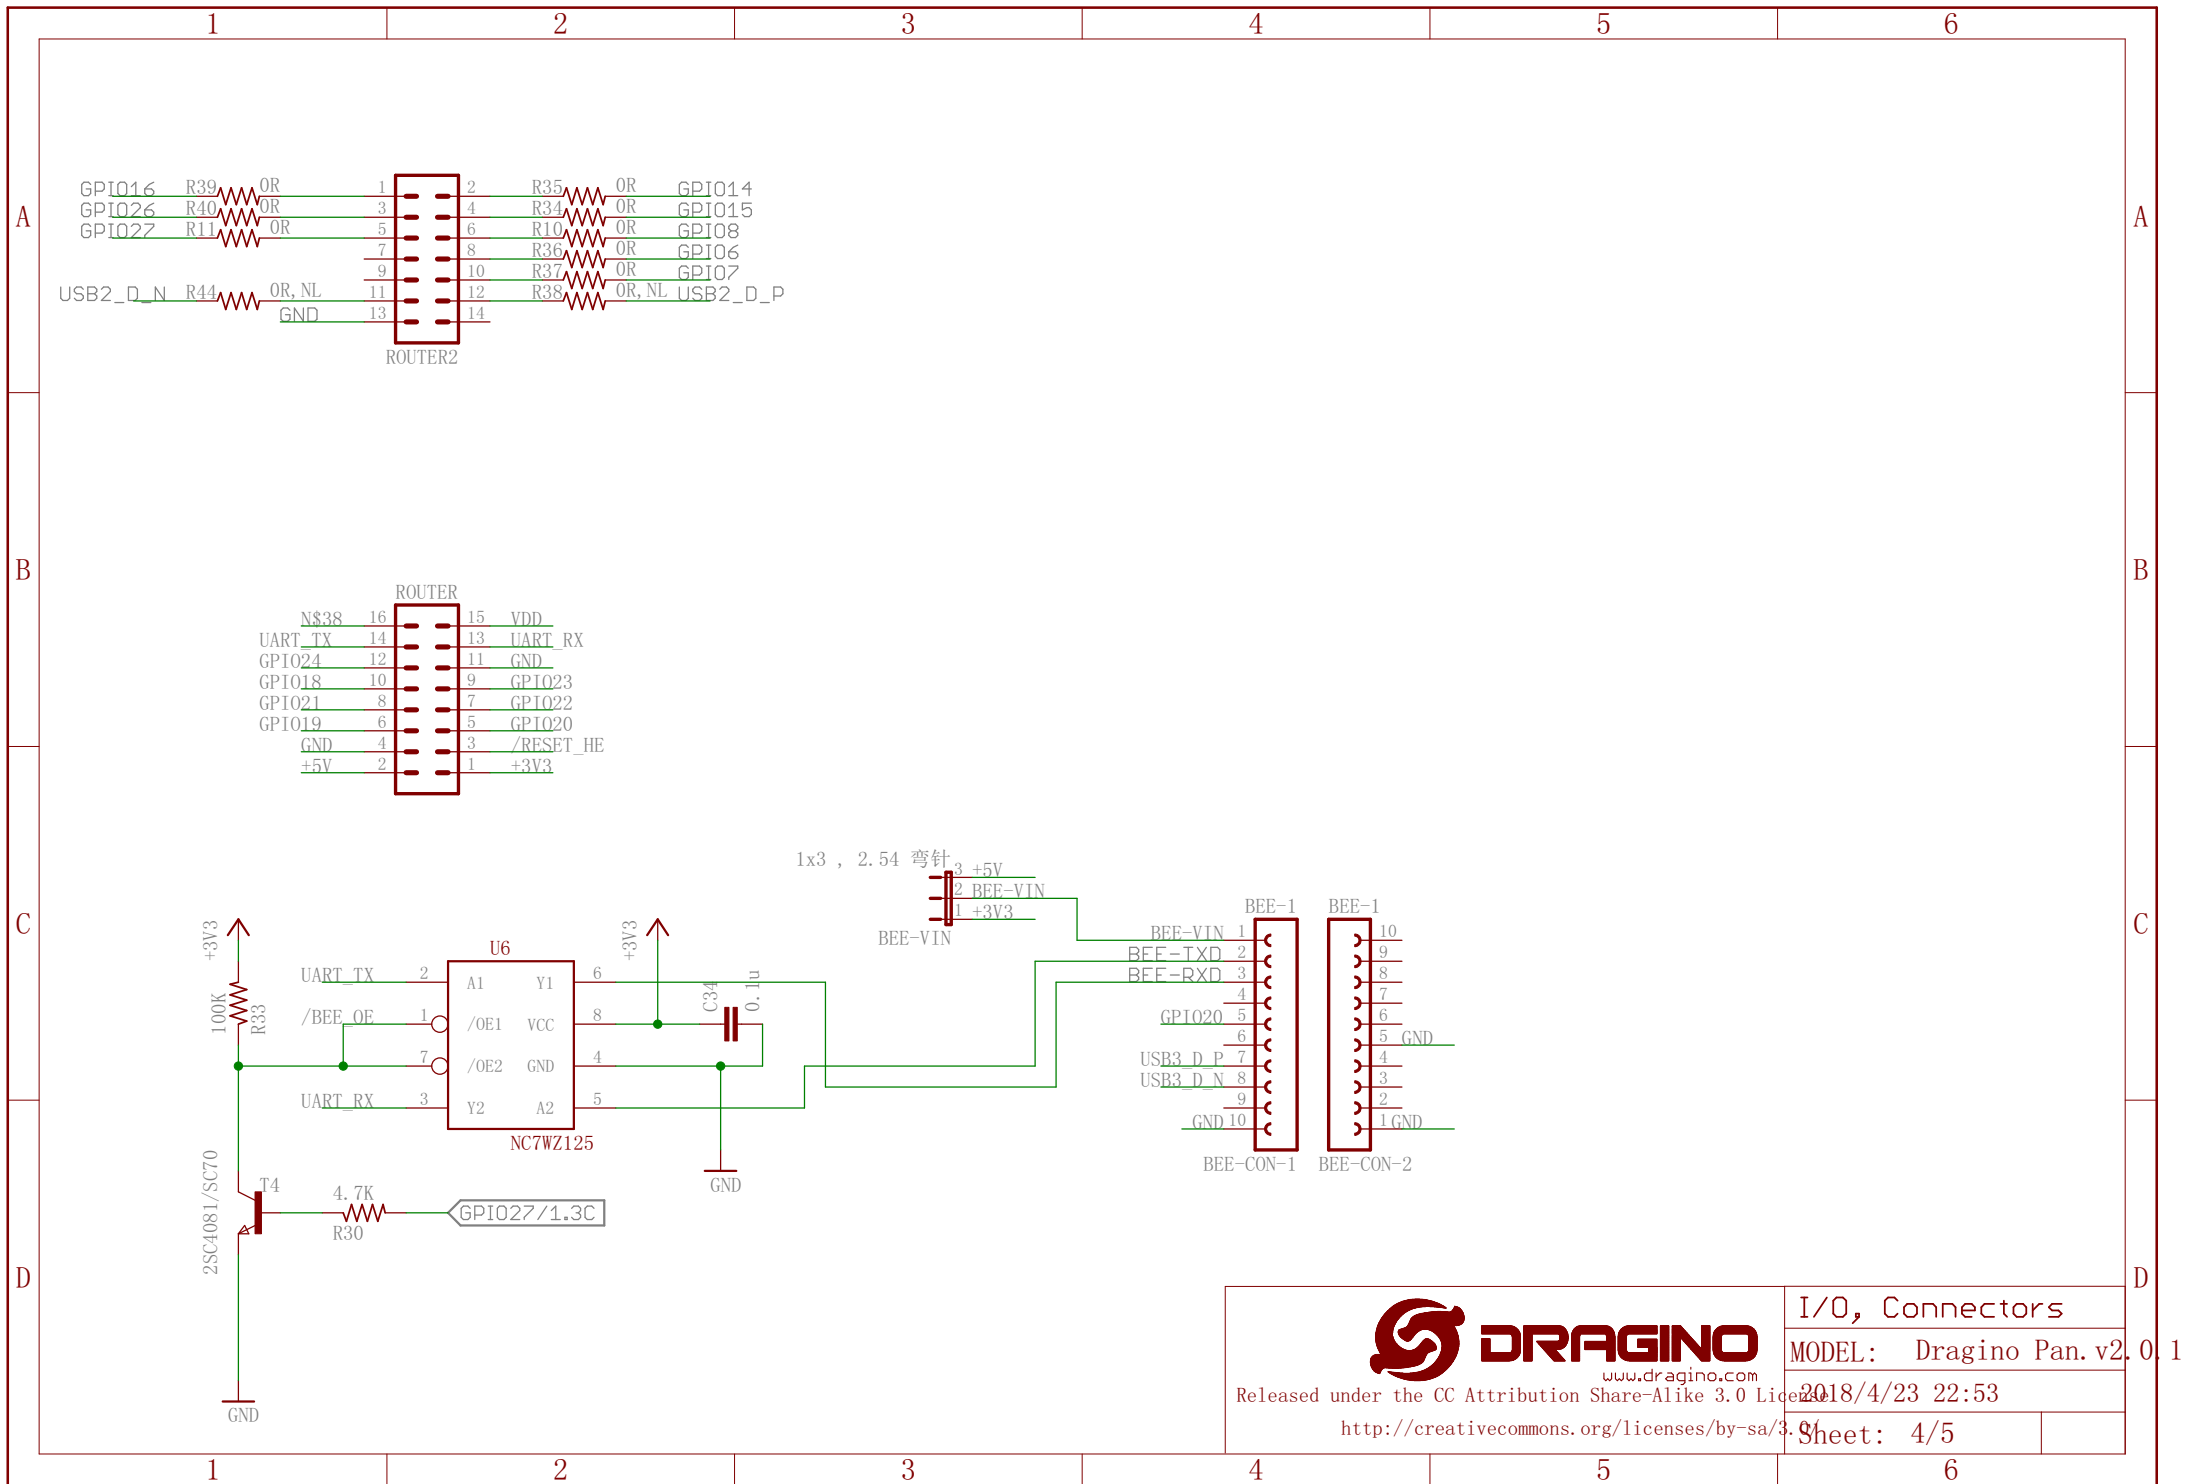 1 2 3 4 5 6
A A
GPIO16 R39 0R 1 2 R35 0R GPIO14
GPIO26 R40 0R 3 4 R34 0R GPIO15
GPIO27 R11 0R 5 6 R10 0R GPIO8
7 8 R36 0R GPIO6
9 10 R37 0R GPIO7
USB2_D_N R44 0R,NL 11 12 R38 0R,NL USB2_D_P
GND 13 14
ROUTER2
B B
ROUTER
N$38 16 15 VDD
UART_TX 14 13 UART_RX
GPIO24 12 11 GND
GPIO18 10 9 GPIO23
GPIO21 8 7 GPIO22
GPIO19 6 5 GPIO20
GND 4 3 /RESET_HE
+5V 2 1 +3V3
C C
1x3 , 2.54 弯针
3 +5V
2 BEE-VIN
1 +3V3
BEE-VIN
+3V3
100K
R33
U6
UART_TX 2 A1 Y1 6
/BEE_OE 1 /OE1 VCC 8
7 /OE2 GND 4
UART_RX 3 Y2 A2 5
NC7WZ125
+3V3
C34
0.1u
GND
BEE-1 BEE-1
BEE-VIN 1 10
BEE-TXD 2 9
BEE-RXD 3 8
4 7
GPIO20 5 6
6 5 GND
USB3_D_P 7 4
USB3_D_N 8 3
9 2
GND 10 1 GND
BEE-CON-1 BEE-CON-2
2SC4081/SC70
T4
4.7K
R30
GPIO27/1.3C
GND
D D
DRAGINO
www.dragino.com
Released under the CC Attribution Share-Alike 3.0 License
http://creativecommons.org/licenses/by-sa/3.0/
I/O, Connectors
MODEL: Dragino Pan.v2.0.1
2018/4/23 22:53
Sheet: 4/5
1 2 3 4 5 6